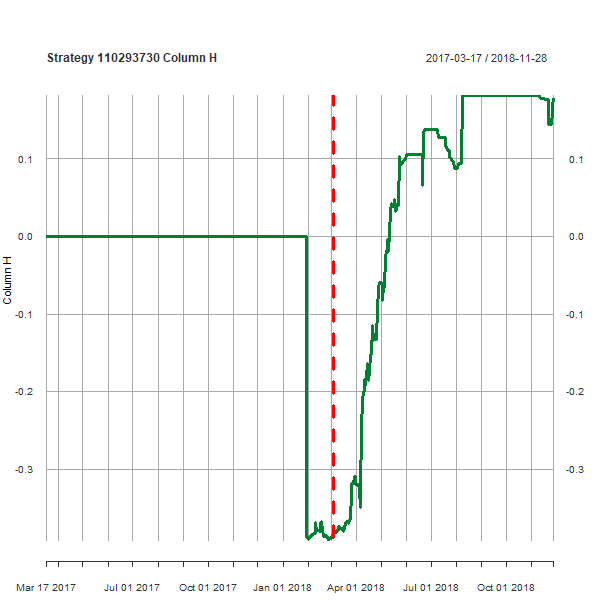 Strategy 110293730 Column H
2017-03-17 / 2018-11-28
0.1
0.1
0.0
0.0
-0.1
-0.1
-0.2
-0.2
-0.3
-0.3
Column H
Mar 17 2017
Jul 01 2017
Oct 01 2017
Jan 01 2018
Apr 01 2018
Jul 01 2018
Oct 01 2018